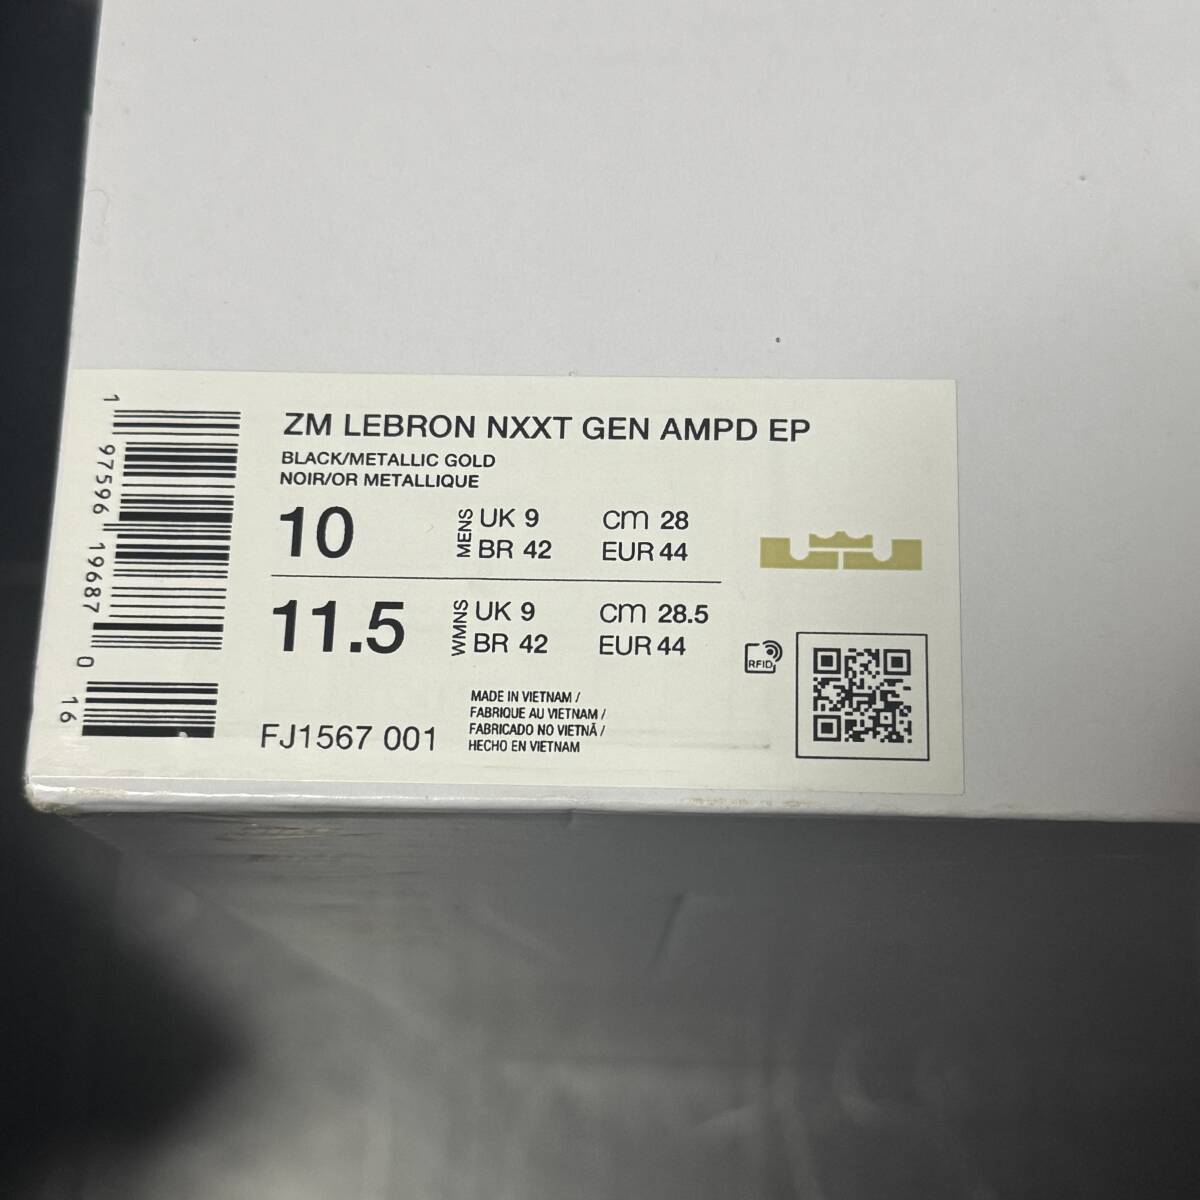 ZM LEBRON NXXT GEN AMPD EP
BLACK/METALLIC GOLD
NOIR/OR METALLIQUE
10 MENS UK 9 cm 28
BR 42 EUR 44
11.5 WMNS UK 9 cm 28.5
BR 42 EUR 44
RFID
MADE IN VIETNAM /
FABRIQUE AU VIETNAM /
FABRICADO NO VIETNÃ /
HECHO EN VIETNAM
FJ1567 001
1 97596 19687 0 16